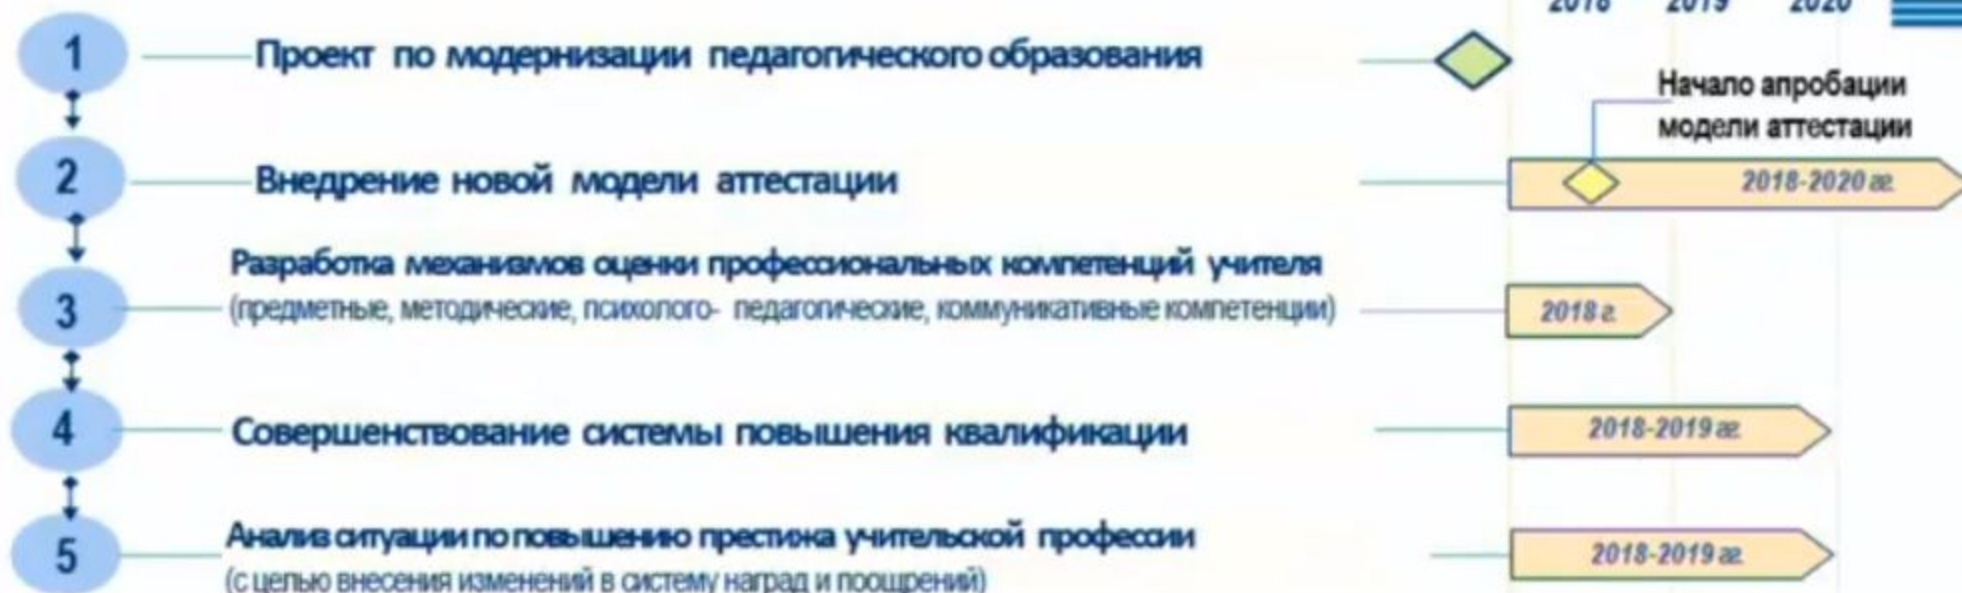 2018 2019 2020
1 Проект по модернизации педагогического образования
Начало апробации
модели аттестации
2 Внедрение новой модели аттестации 2018-2020 гг.
Разработка механизмов оценки профессиональных компетенций учителя
3 (предметные, методические, психолого- педагогические, коммуникативные компетенции) 2018 г.
4 Совершенствование системы повышения квалификации 2018-2019 гг.
Анализ ситуации по повышению престижа учительской профессии
5 2018-2019 гг.
(с целью внесения изменений в систему наград и поощрений)